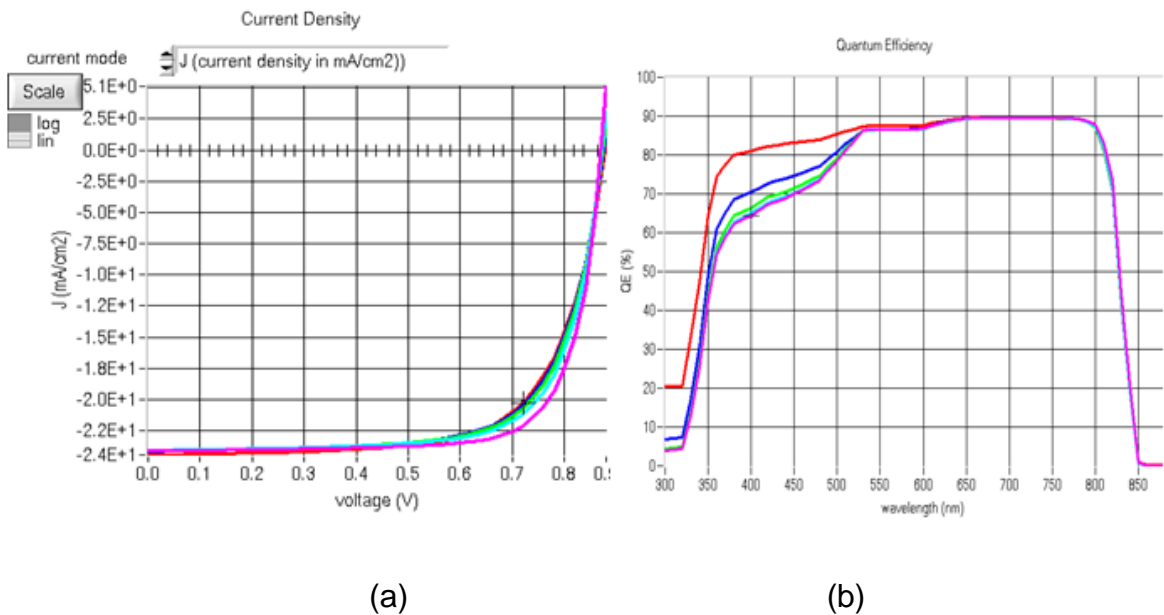 Current Density
current mode
J (current density in mA/cm2))
Scale
log
lin
5.1E+0
2.5E+0
0.0E+0
-2.5E+0
-5.0E+0
-7.5E+0
-1.0E+1
-1.2E+1
-1.5E+1
-1.8E+1
-2.0E+1
-2.2E+1
-2.4E+1
J (mA/cm2)
0.0 0.1 0.2 0.3 0.4 0.5 0.6 0.7 0.8
voltage (V)
Quantum Efficiency
100
90
80
70
60
50
40
30
20
10
0
QE (%)
300 350 400 450 500 550 600 650 700 750 800 850
wavelength (nm)
(a) (b)